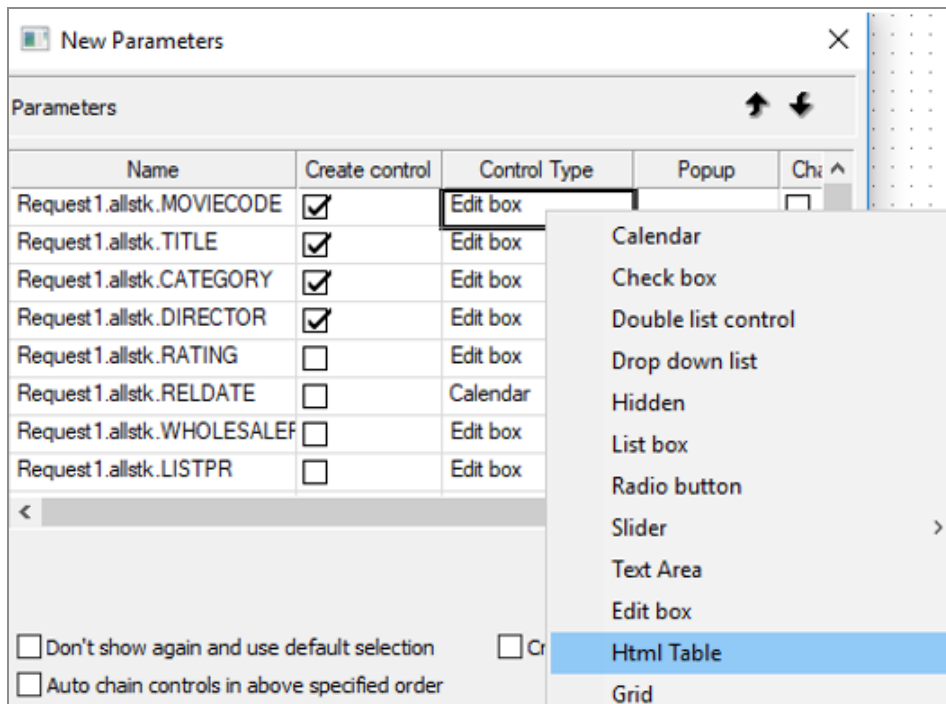 New Parameters
Parameters
Name Create control Control Type Popup Cha
Request1.allstk.MOVIECODE Edit box
Request1.allstk.TITLE Edit box
Request1.allstk.CATEGORY Edit box
Request1.allstk.DIRECTOR Edit box
Request1.allstk.RATING Edit box
Request1.allstk.RELDATE Calendar
Request1.allstk.WHOLESALEP Edit box
Request1.allstk.LISTPR Edit box
Calendar
Check box
Double list control
Drop down list
Hidden
List box
Radio button
Slider
Text Area
Edit box
Html Table
Grid
Don't show again and use default selection Cr
Auto chain controls in above specified order